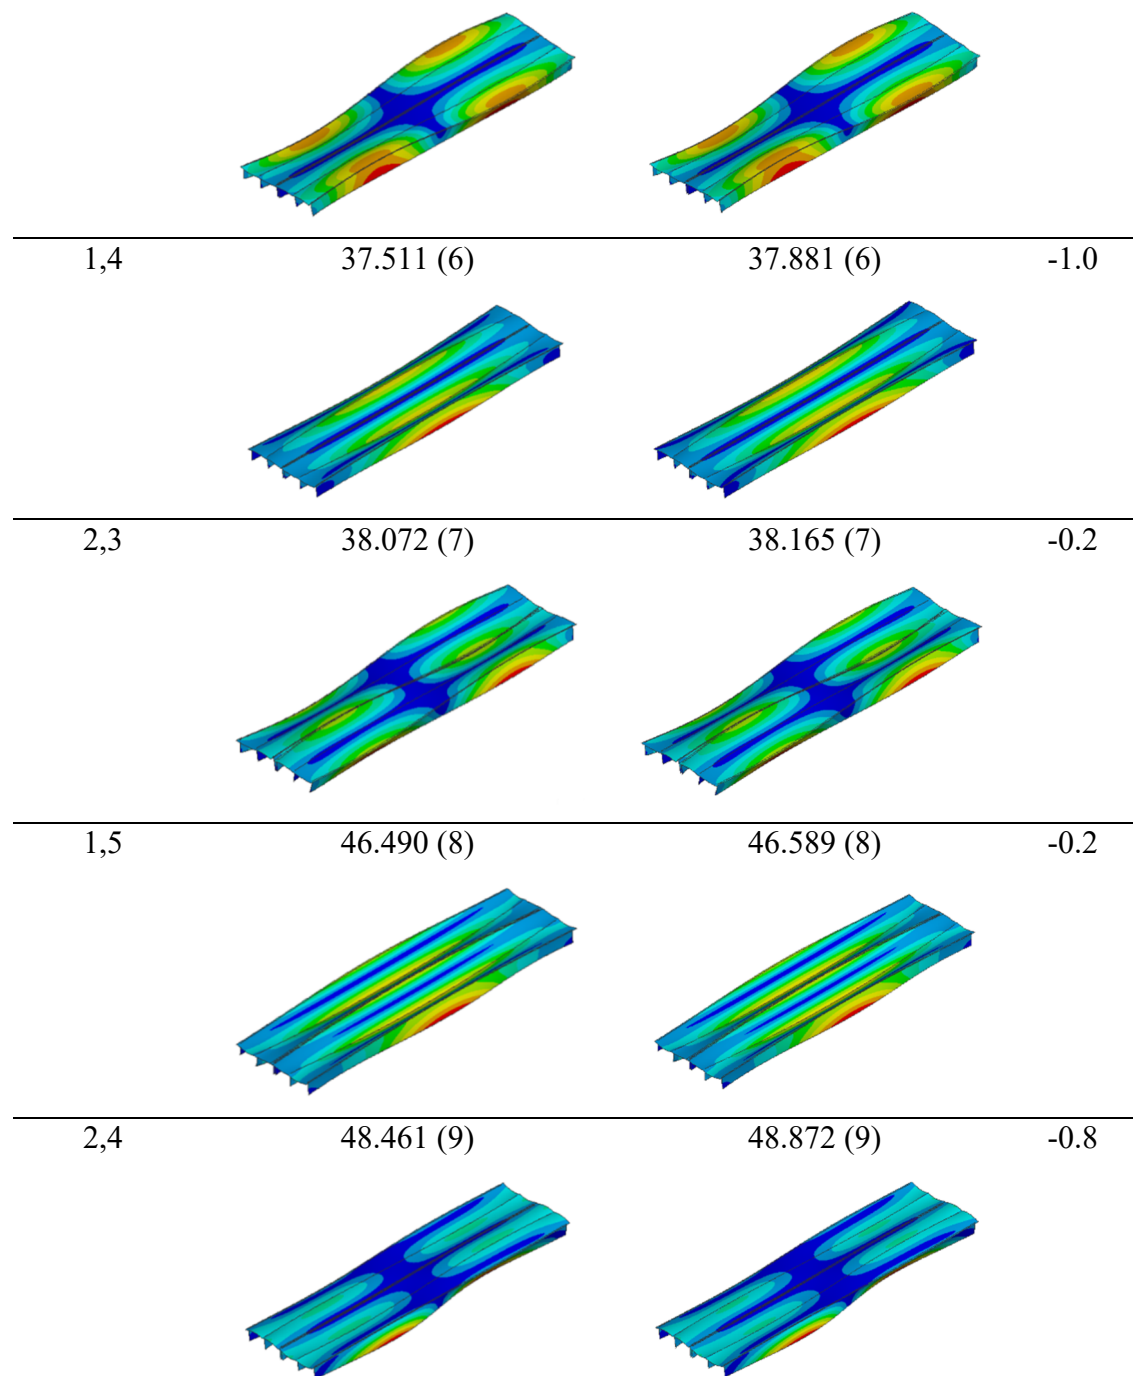 1,4 37.511 (6) 37.881 (6) -1.0
2,3 38.072 (7) 38.165 (7) -0.2
1,5 46.490 (8) 46.589 (8) -0.2
2,4 48.461 (9) 48.872 (9) -0.8